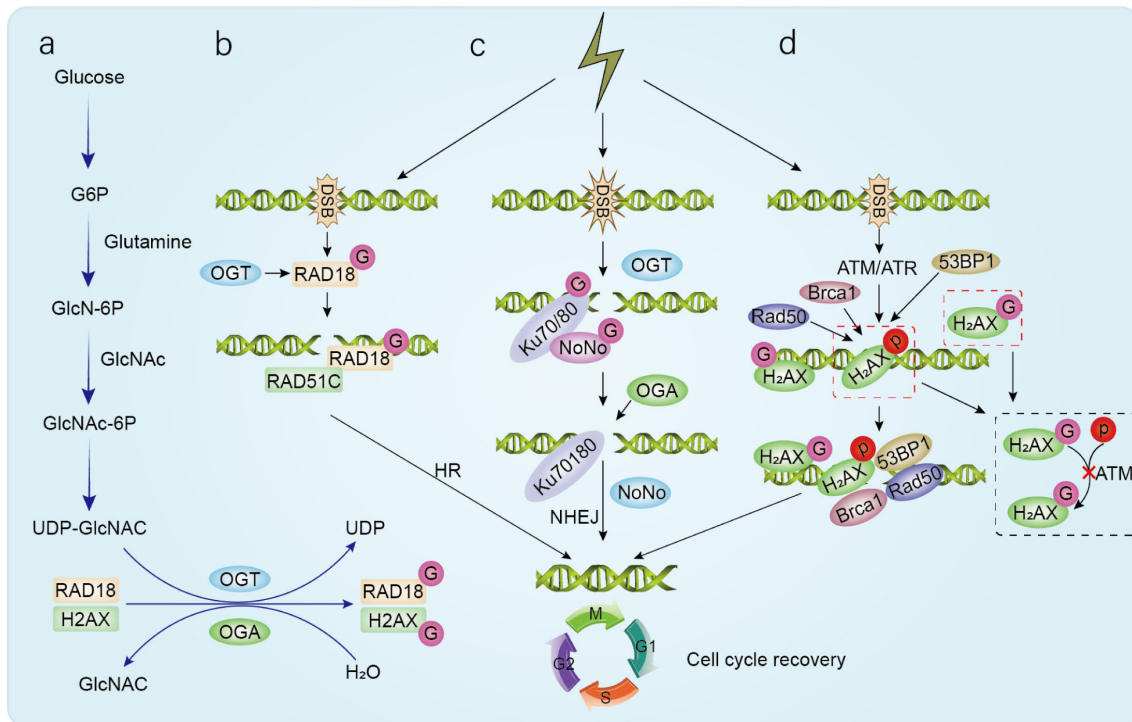 a
Glucose
G6P
Glutamine
GlcN-6P
GlcNAc
GlcNAc-6P
UDP-GlcNAC
UDP
OGT
RAD18
H2AX
OGA
RAD18
G
H2AX
G
GlcNAC
H₂O
b
DSB
OGT
RAD18
G
RAD18
G
RAD51C
HR
c
DSB
OGT
G
Ku70/80
NoNo
G
OGA
Ku70180
NoNo
NHEJ
d
DSB
ATM/ATR
53BP1
Brca1
Rad50
G
H₂AX
H₂AX
p
H₂AX
G
H₂AX
G
p
ATM
H₂AX
G
H₂AX
G
p
H₂AX
53BP1
Rad50
Brca1
M
G1
S
G2
Cell cycle recovery